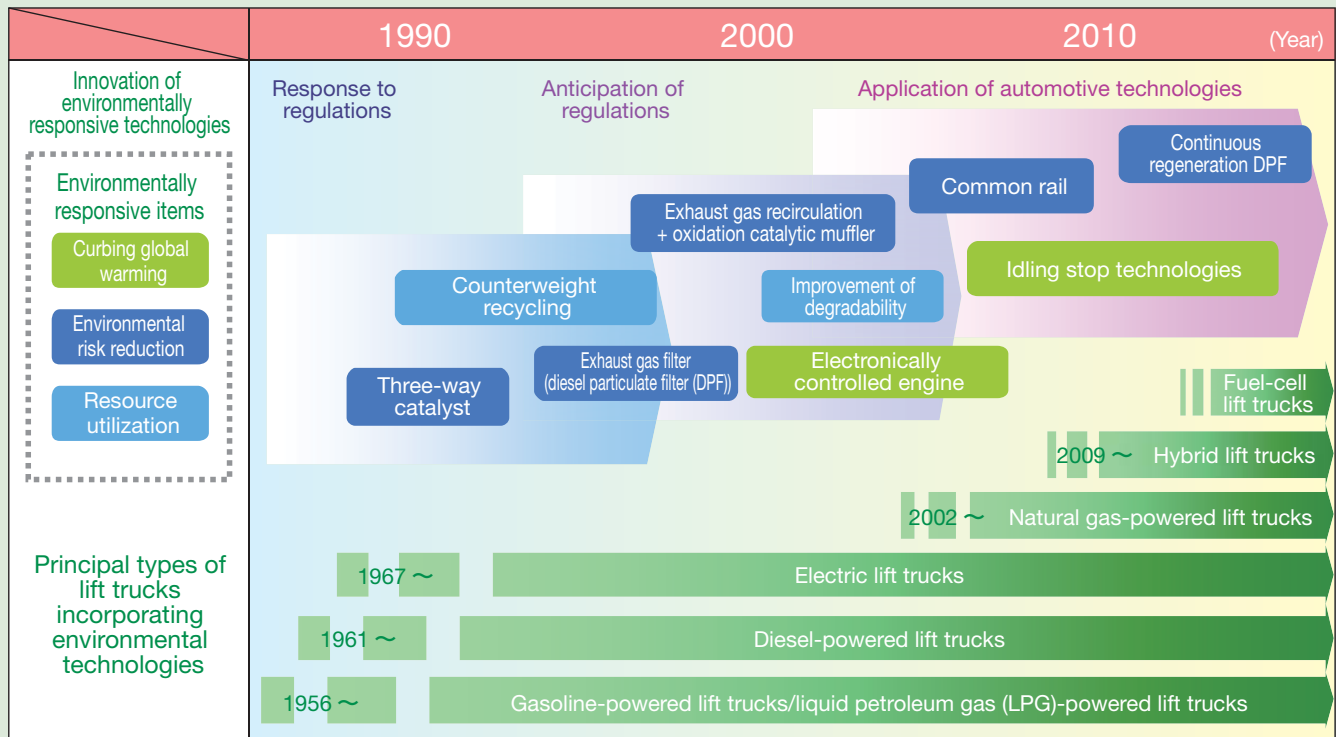 1990
2000
2010
(Year)
Innovation of
environmentally
responsive technologies
Environmentally
responsive items
Curbing global
warming
Environmental
risk reduction
Resource
utilization
Response to
regulations
Anticipation of
regulations
Application of automotive technologies
Continuous
regeneration DPF
Common rail
Exhaust gas recirculation
+ oxidation catalytic muffler
Idling stop technologies
Counterweight
recycling
Improvement of
degradability
Exhaust gas filter
(diesel particulate filter (DPF))
Electronically
controlled engine
Three-way
catalyst
Principal types of
lift trucks
incorporating
environmental
technologies
Fuel-cell
lift trucks
2009 ~ Hybrid lift trucks
2002 ~ Natural gas-powered lift trucks
1967 ~ Electric lift trucks
1961 ~ Diesel-powered lift trucks
1956 ~ Gasoline-powered lift trucks/liquid petroleum gas (LPG)-powered lift trucks